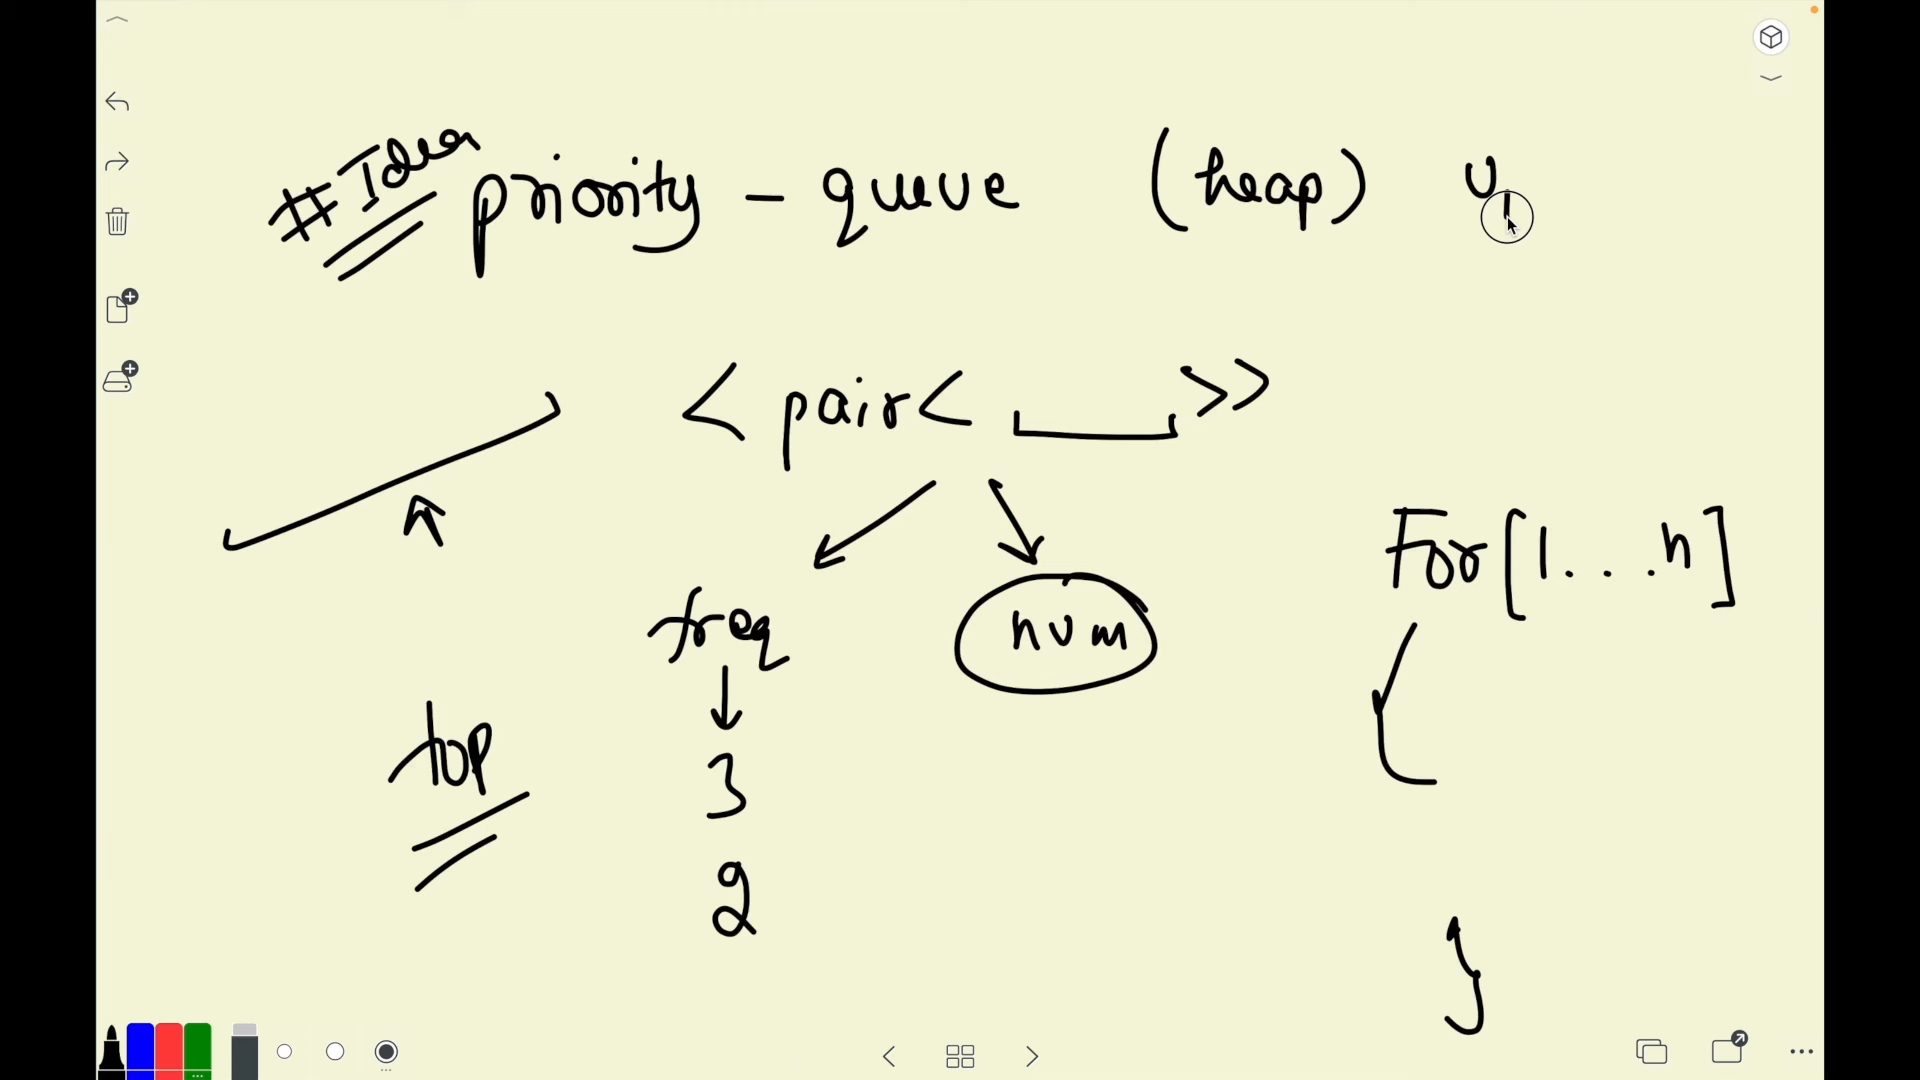 #Idea priority - queue (heap) U
< pair< >>
For [1...n]
freq num
top 3
2
}